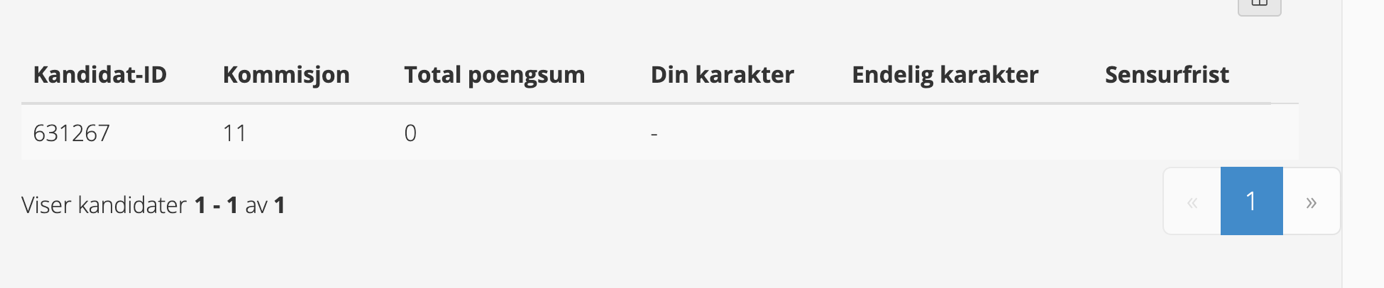 Kandidat-ID Kommisjon Total poengsum Din karakter Endelig karakter Sensurfrist
631267 11 0 -
Viser kandidater 1 - 1 av 1
« 1 »